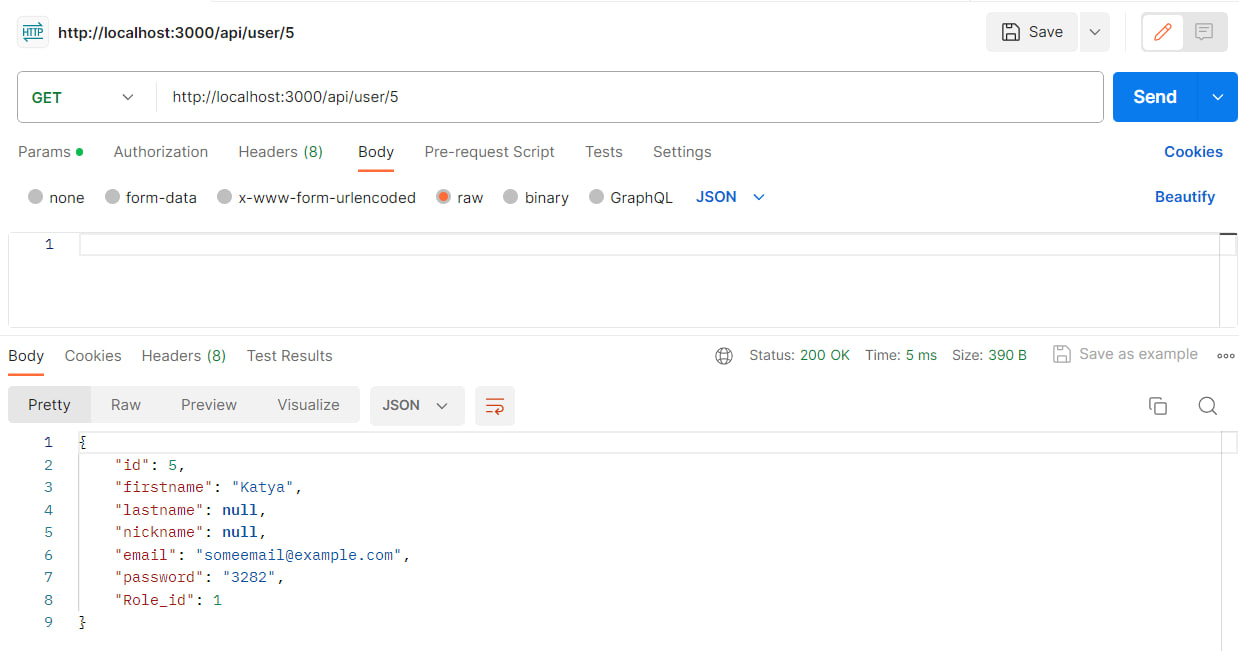 HTTP http://localhost:3000/api/user/5 Save
GET http://localhost:3000/api/user/5 Send
Params Authorization Headers (8) Body Pre-request Script Tests Settings Cookies
none form-data x-www-form-urlencoded raw binary GraphQL JSON Beautify
1
Body Cookies Headers (8) Test Results Status: 200 OK Time: 5 ms Size: 390 B Save as example
Pretty Raw Preview Visualize JSON
1 {
2 "id": 5,
3 "firstname": "Katya",
4 "lastname": null,
5 "nickname": null,
6 "email": "someemail@example.com",
7 "password": "3282",
8 "Role_id": 1
9 }